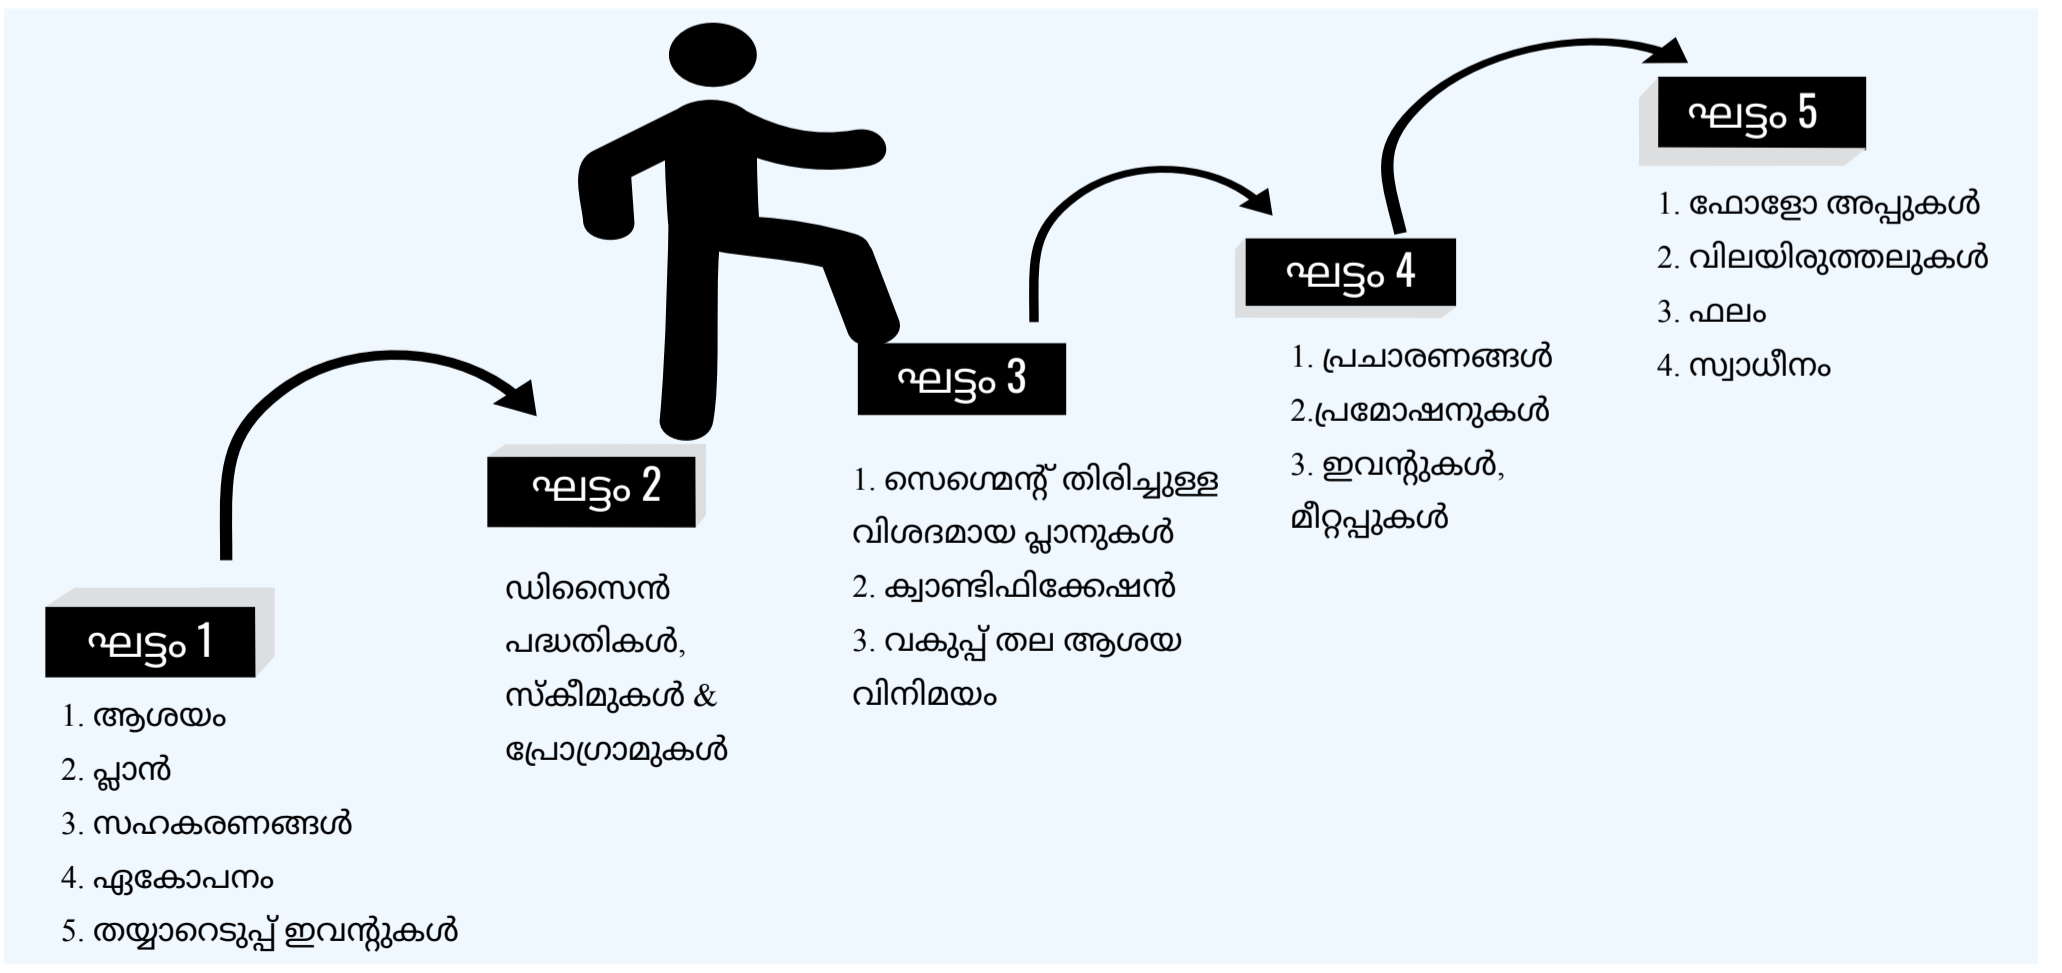 ഘട്ടം 1
1. ആശയം
2. പ്ലാൻ
3. സഹകരണങ്ങൾ
4. ഏകോപനം
5. തയ്യാറെടുപ്പ് ഇവന്റുകൾ
ഘട്ടം 2
ഡിസൈൻ
പദ്ധതികൾ,
സ്കീമുകൾ &
പ്രോഗ്രാമുകൾ
ഘട്ടം 3
1. സെഗ്മെന്റ് തിരിച്ചുള്ള
വിശദമായ പ്ലാനുകൾ
2. ക്വാണ്ടിഫിക്കേഷൻ
3. വകുപ്പ് തല ആശയ
വിനിമയം
ഘട്ടം 4
1. പ്രചാരണങ്ങൾ
2.പ്രമോഷനുകൾ
3. ഇവന്റുകൾ,
മീറ്റപ്പുകൾ
ഘട്ടം 5
1. ഫോളോ അപ്പുകൾ
2. വിലയിരുത്തലുകൾ
3. ഫലം
4. സ്വാധീനം